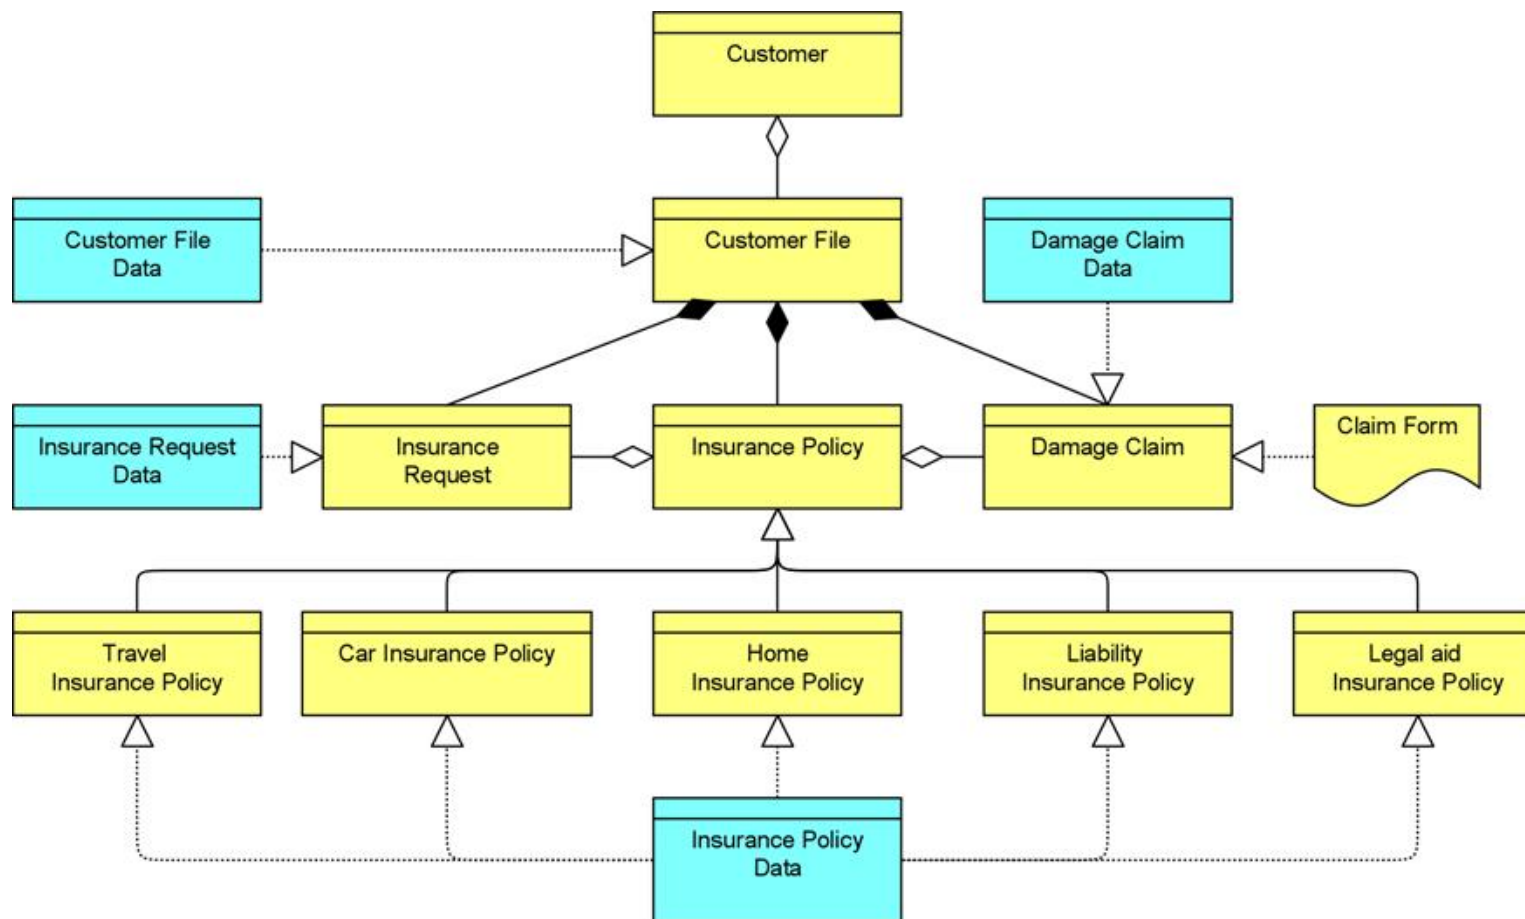 Customer
Customer File
Data
Customer File
Damage Claim
Data
Insurance Request
Data
Insurance
Request
Insurance Policy
Damage Claim
Claim Form
Travel
Insurance Policy
Car Insurance Policy
Home
Insurance Policy
Liability
Insurance Policy
Legal aid
Insurance Policy
Insurance Policy
Data